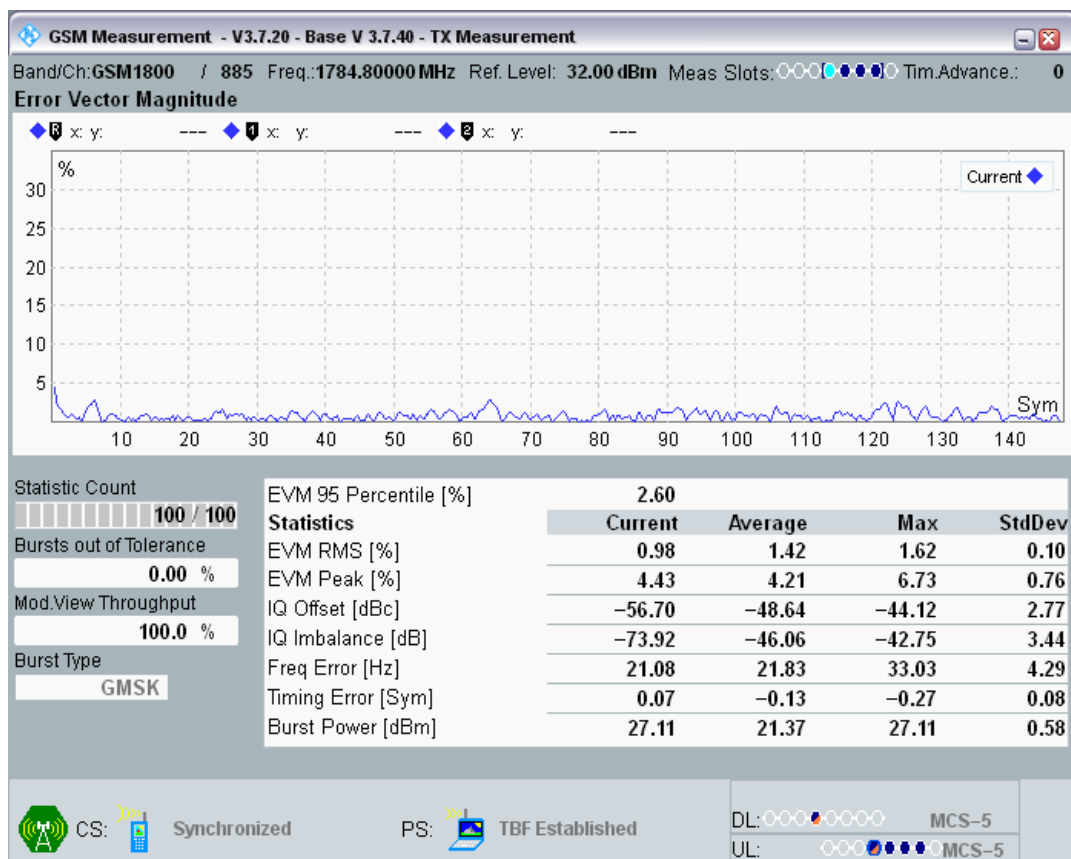 GSM Measurement - V3.7.20 - Base V 3.7.40 - TX Measurement
Band/Ch:GSM1800 / 885 Freq.:1784.80000 MHz Ref. Level: 32.00 dBm Meas Slots: Tim.Advance.: 0
Error Vector Magnitude
R x: y: --- 1 x: y: --- 2 x: y: ---
%
Current
30
25
20
15
10
5
Sym
10 20 30 40 50 60 70 80 90 100 110 120 130 140
Statistic Count
100 / 100
Bursts out of Tolerance
0.00 %
Mod.View Throughput
100.0 %
Burst Type
GMSK
EVM 95 Percentile [%] 2.60
Statistics Current Average Max StdDev
EVM RMS [%] 0.98 1.42 1.62 0.10
EVM Peak [%] 4.43 4.21 6.73 0.76
IQ Offset [dBc] −56.70 −48.64 −44.12 2.77
IQ Imbalance [dB] −73.92 −46.06 −42.75 3.44
Freq Error [Hz] 21.08 21.83 33.03 4.29
Timing Error [Sym] 0.07 −0.13 −0.27 0.08
Burst Power [dBm] 27.11 21.37 27.11 0.58
CS: Synchronized PS: TBF Established
DL: MCS−5
UL: MCS−5